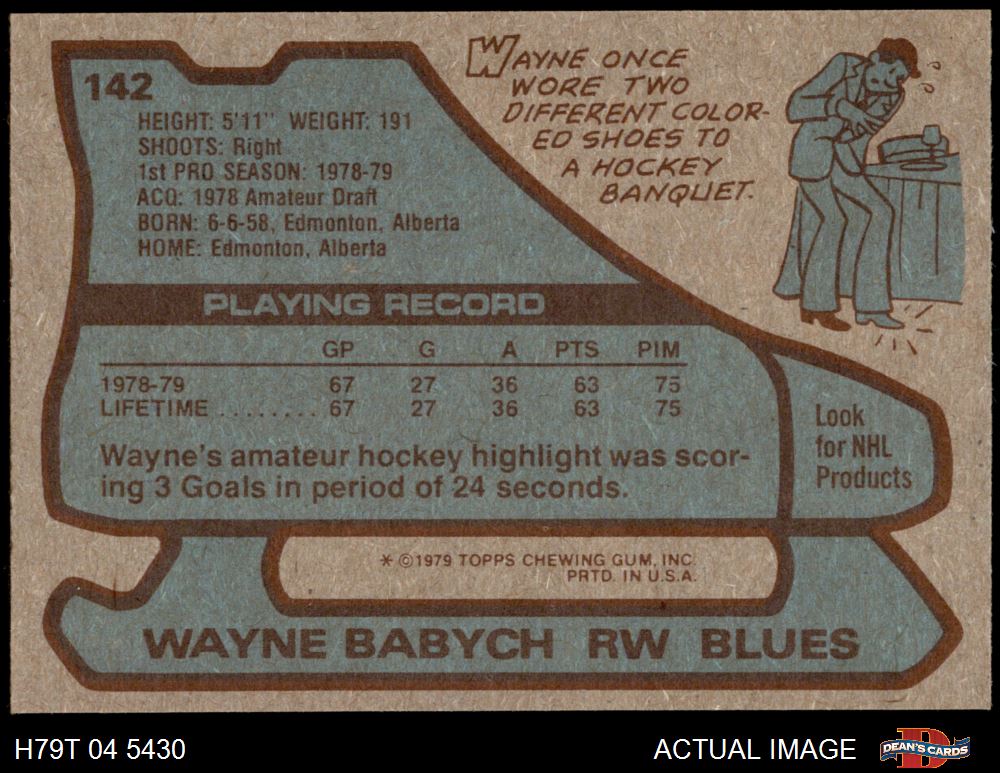 142
HEIGHT: 5'11" WEIGHT: 191
SHOOTS: Right
1st PRO SEASON: 1978-79
ACQ: 1978 Amateur Draft
BORN: 6-6-58, Edmonton, Alberta
HOME: Edmonton, Alberta
WAYNE ONCE
WORE TWO
DIFFERENT COLOR-
ED SHOES TO
A HOCKEY
BANQUET.
PLAYING RECORD
GP G A PTS PIM
1978-79 67 27 36 63 75
LIFETIME ........ 67 27 36 63 75
Wayne's amateur hockey highlight was scor-
ing 3 Goals in period of 24 seconds.
Look
for NHL
Products
* ©1979 TOPPS CHEWING GUM, INC.
PRTD. IN U.S.A.
WAYNE BABYCH RW BLUES
H79T 04 5430
ACTUAL IMAGE
D
DEAN'S CARDS